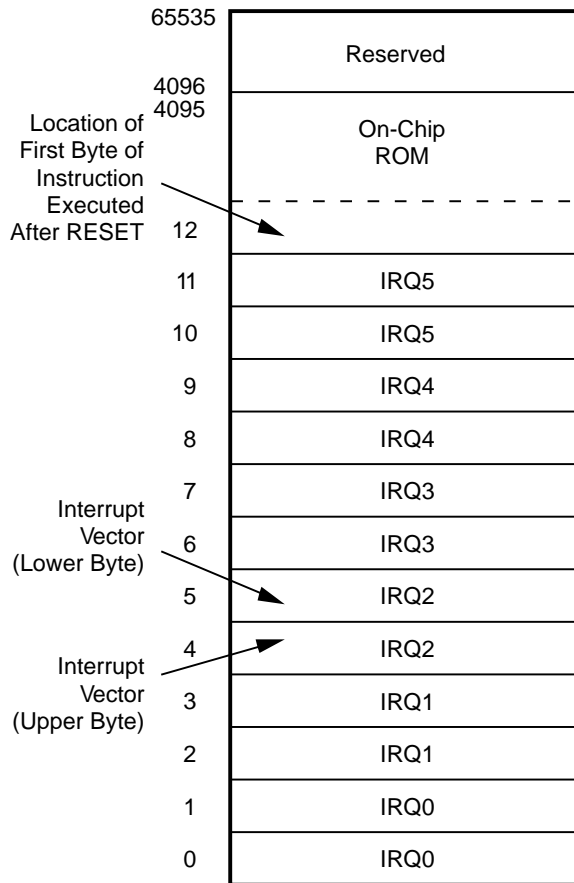 65535
Reserved
4096
4095
Location of
First Byte of
Instruction
Executed
After RESET
On-Chip
ROM
12
11 IRQ5
10 IRQ5
9 IRQ4
8 IRQ4
7 IRQ3
Interrupt
Vector
(Lower Byte)
6 IRQ3
5 IRQ2
4 IRQ2
Interrupt
Vector
(Upper Byte)
3 IRQ1
2 IRQ1
1 IRQ0
0 IRQ0